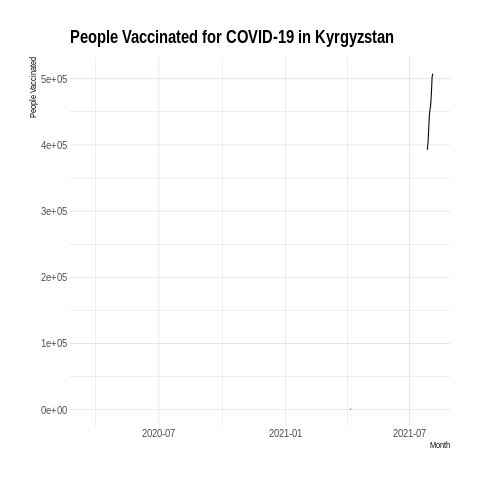 People Vaccinated for COVID-19 in Kyrgyzstan
People Vaccinated
5e+05
4e+05
3e+05
2e+05
1e+05
0e+00
2020-07 2021-01 2021-07
Month